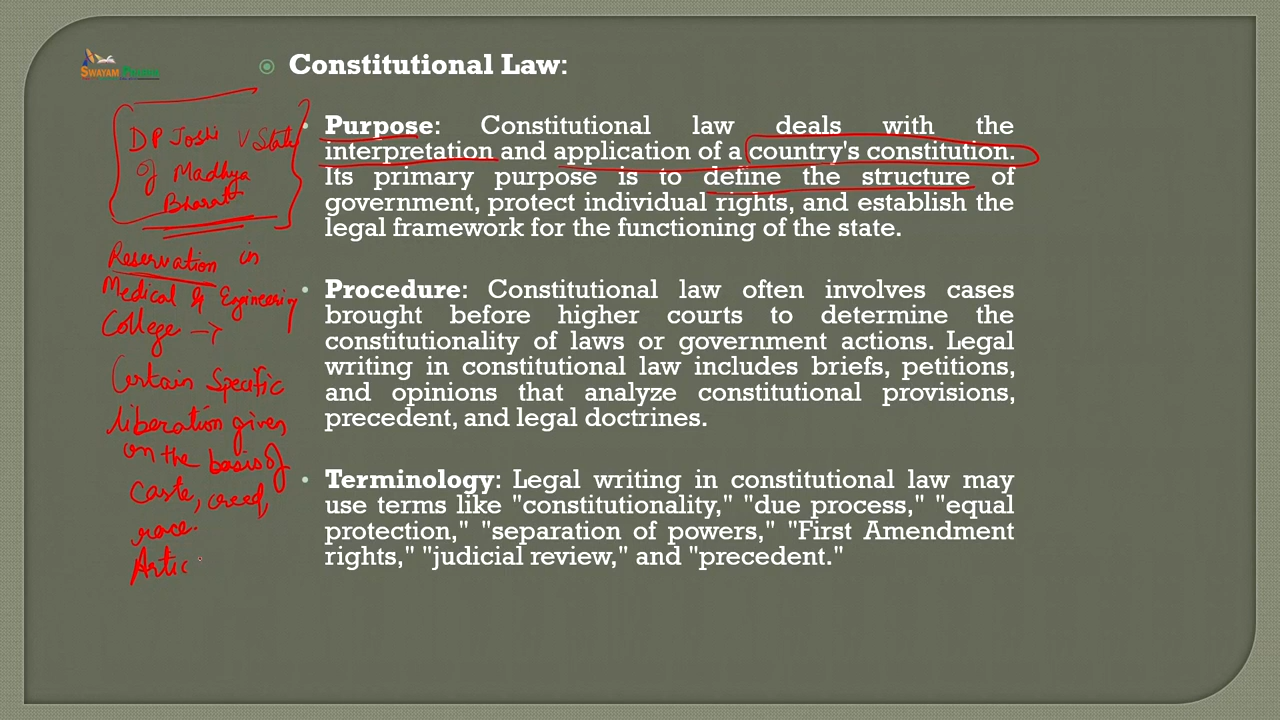 Constitutional Law:
Purpose: Constitutional law deals with the
interpretation and application of a country's constitution.
Its primary purpose is to define the structure of
government, protect individual rights, and establish the
legal framework for the functioning of the state.
Procedure: Constitutional law often involves cases
brought before higher courts to determine the
constitutionality of laws or government actions. Legal
writing in constitutional law includes briefs, petitions,
and opinions that analyze constitutional provisions,
precedent, and legal doctrines.
Terminology: Legal writing in constitutional law may
use terms like "constitutionality," "due process," "equal
protection," "separation of powers," "First Amendment
rights," "judicial review," and "precedent."
DP Joshi V State
of Madhya
Bharat
Reservation in
Medical &
College →
Certain Specific
liberation given
on the basis of
Caste, creed,
race.
Artic